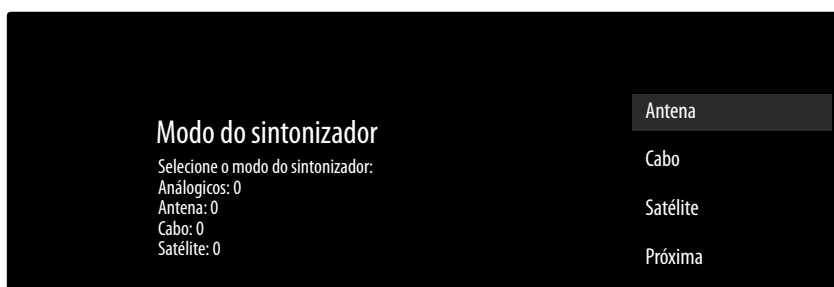 Modo do sintonizador
Selecione o modo do sintonizador:
Análogicos: 0
Antena: 0
Cabo: 0
Satélite: 0
Antena
Cabo
Satélite
Próxima